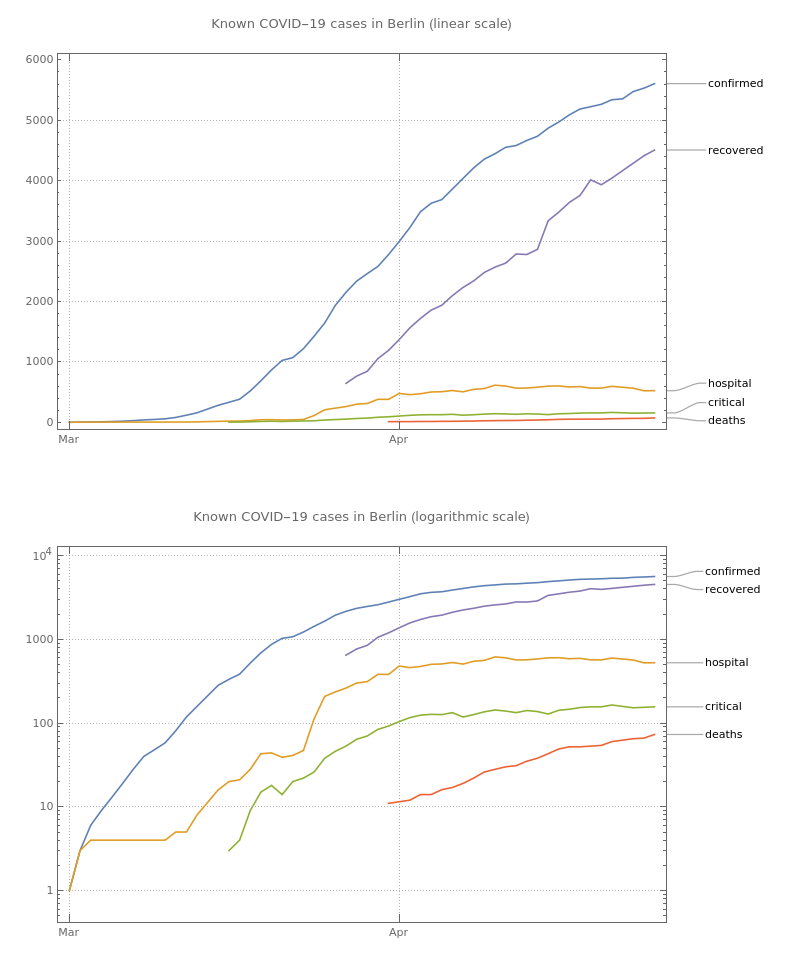 Known COVID–19 cases in Berlin (linear scale)
6000
5000
4000
3000
2000
1000
0
Mar
Apr
confirmed
recovered
hospital
critical
deaths
Known COVID–19 cases in Berlin (logarithmic scale)
10⁴
1000
100
10
1
Mar
Apr
confirmed
recovered
hospital
critical
deaths